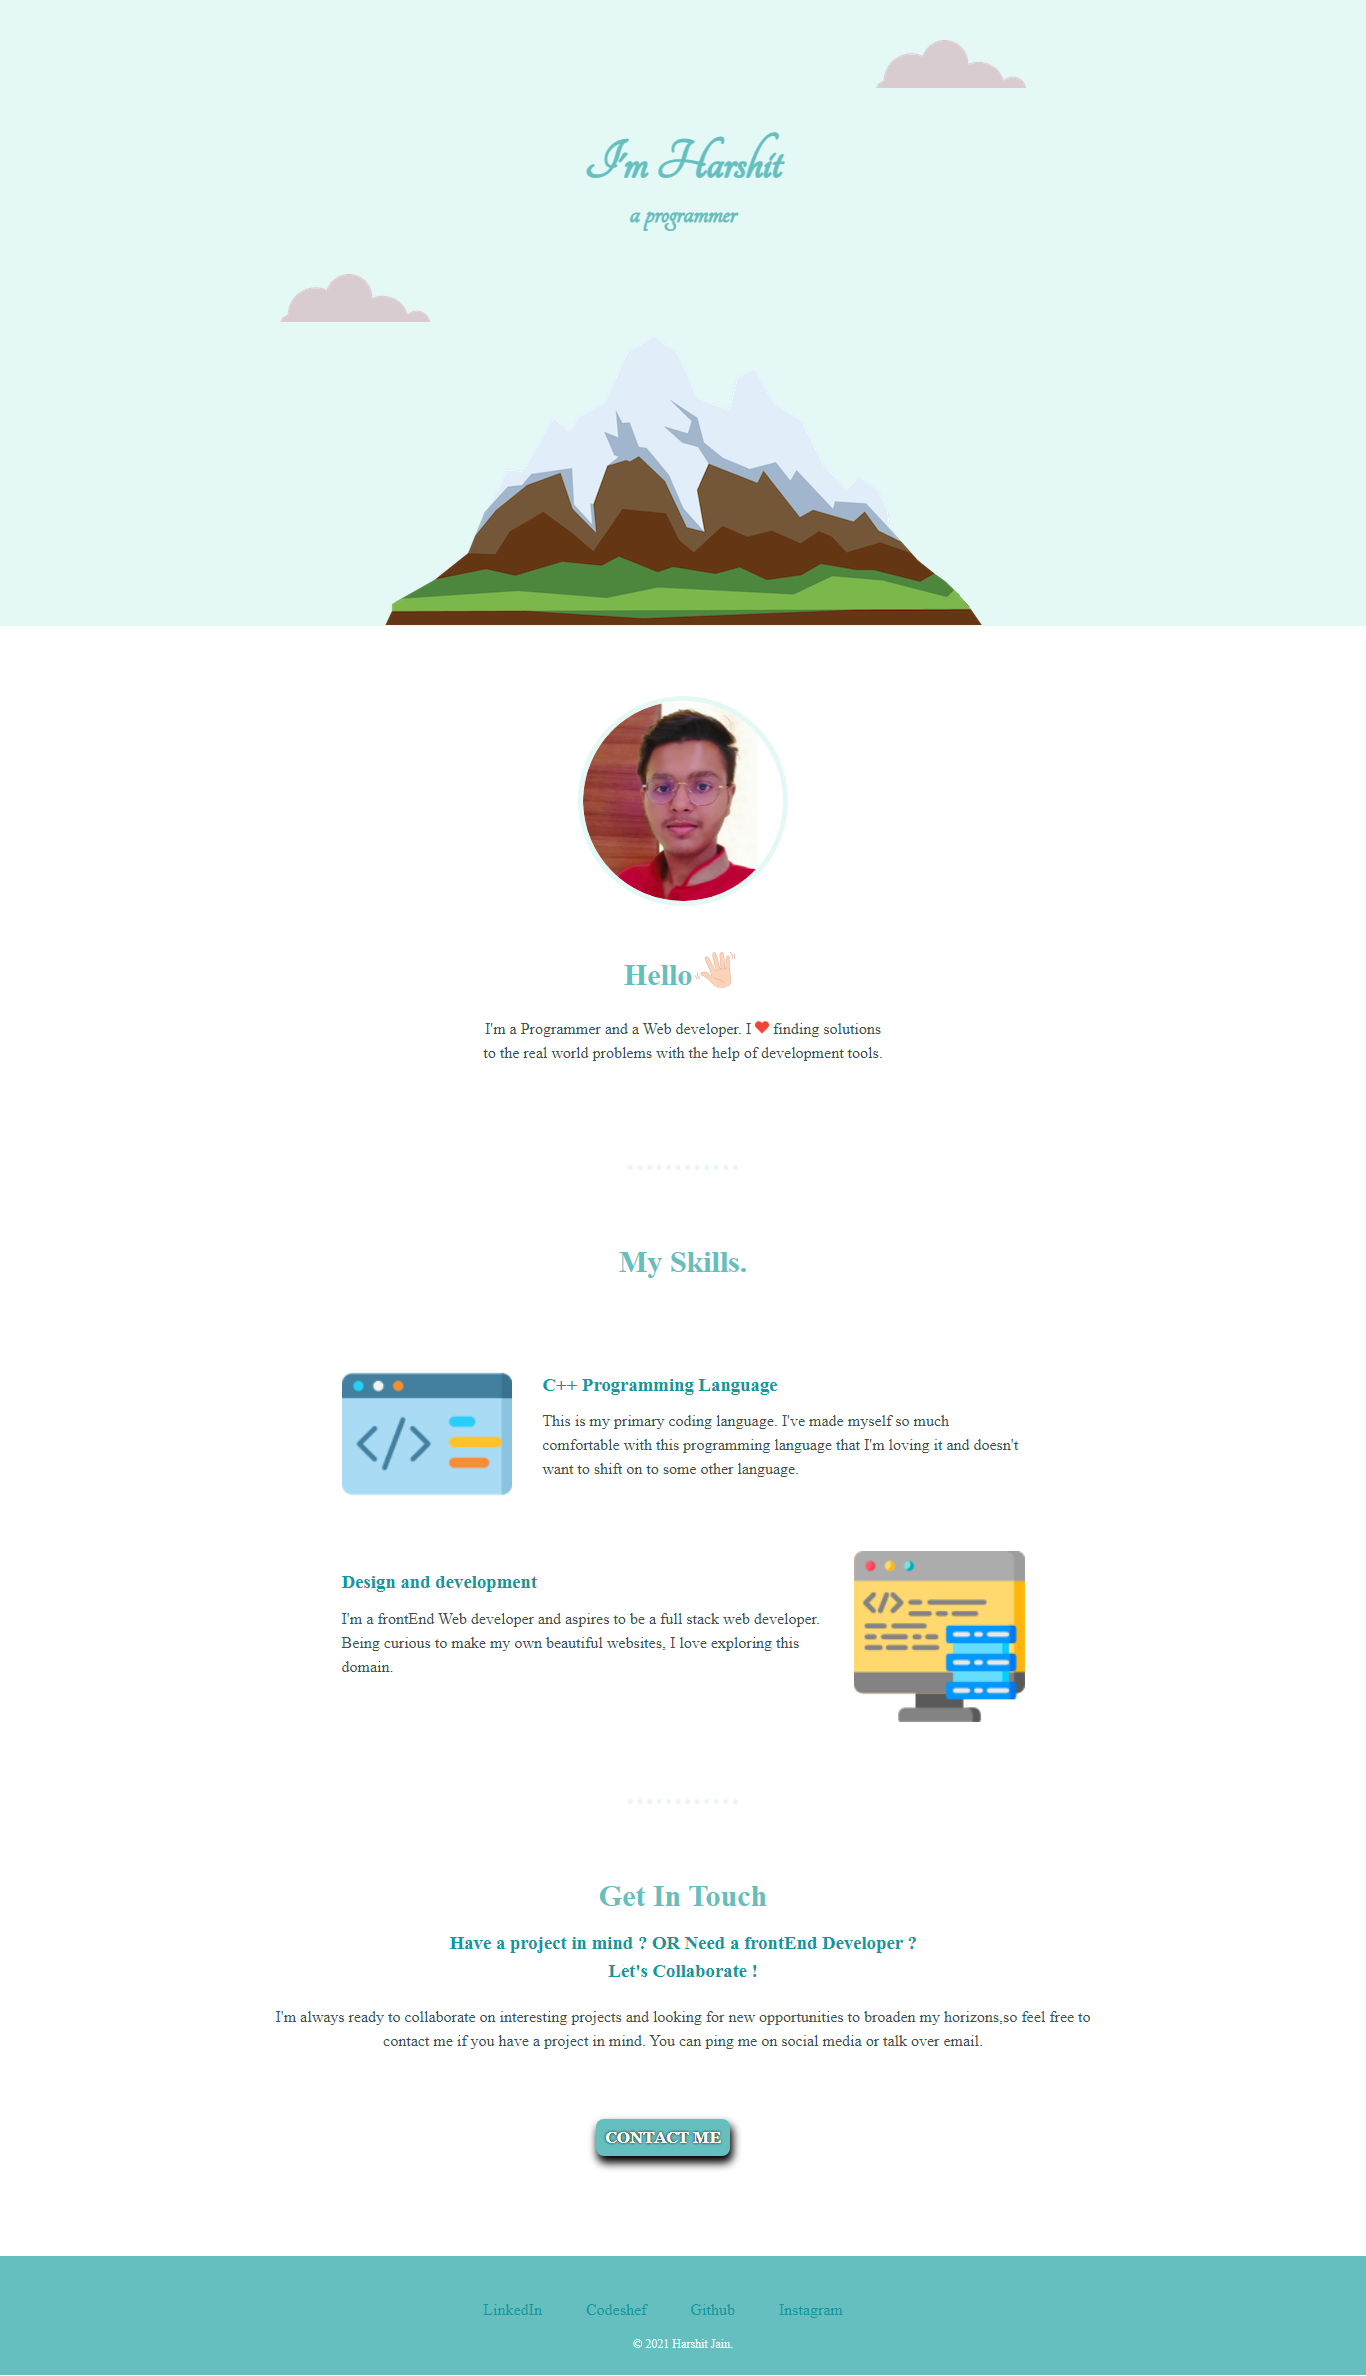 I'm Harshit
a programmer
Hello
I'm a Programmer and a Web developer. I ❤ finding solutions
to the real world problems with the help of development tools.
My Skills.
C++ Programming Language
This is my primary coding language. I've made myself so much
comfortable with this programming language that I'm loving it and doesn't
want to shift on to some other language.
Design and development
I'm a frontEnd Web developer and aspires to be a full stack web developer.
Being curious to make my own beautiful websites, I love exploring this
domain.
Get In Touch
Have a project in mind ? OR Need a frontEnd Developer ?
Let's Collaborate !
I'm always ready to collaborate on interesting projects and looking for new opportunities to broaden my horizons,so feel free to
contact me if you have a project in mind. You can ping me on social media or talk over email.
CONTACT ME
LinkedIn Codeshef Github Instagram
© 2021 Harshit Jain.